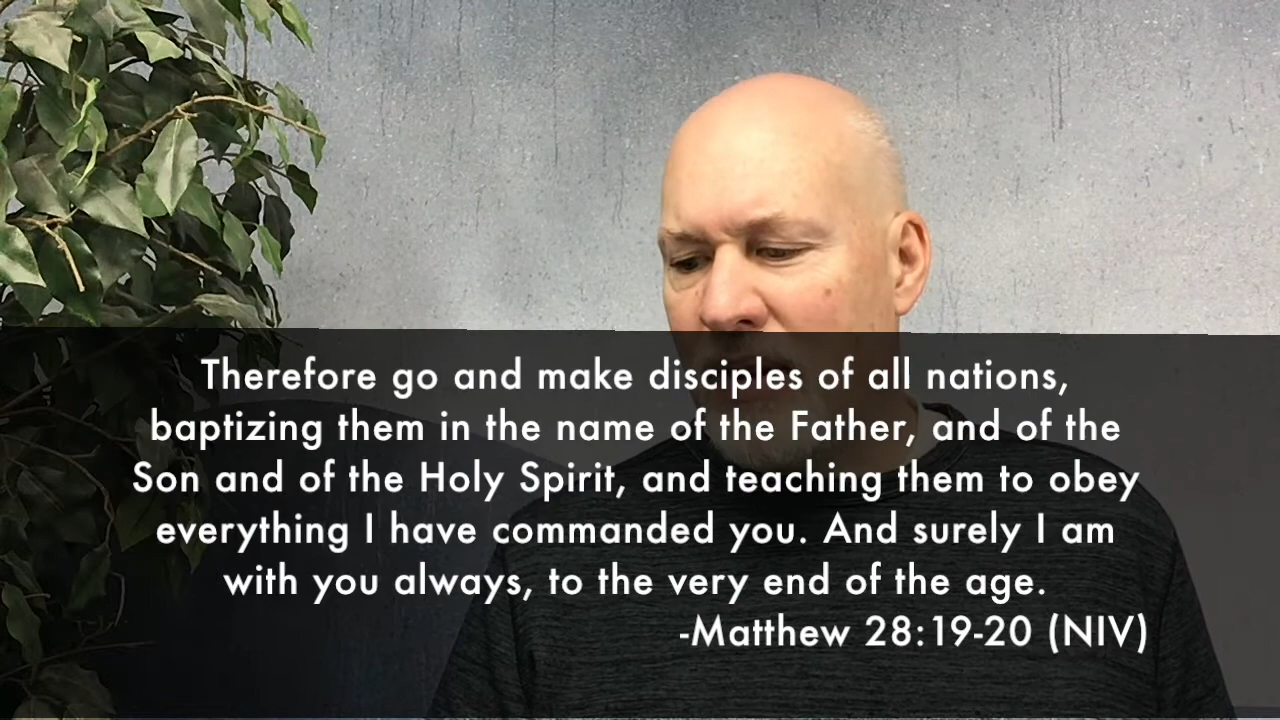 Therefore go and make disciples of all nations,
baptizing them in the name of the Father, and of the
Son and of the Holy Spirit, and teaching them to obey
everything I have commanded you. And surely I am
with you always, to the very end of the age.
-Matthew 28:19-20 (NIV)